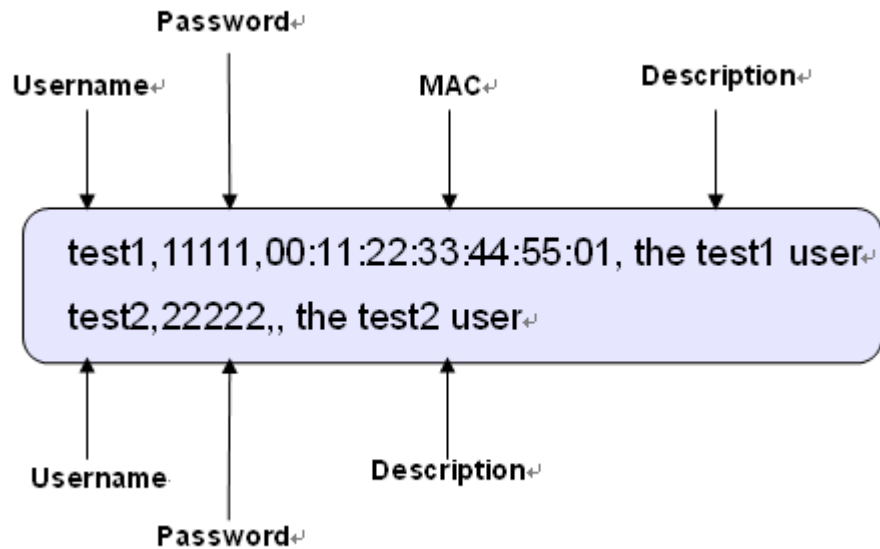 Password↵
Username↵
MAC↵
Description↵
test1,11111,00:11:22:33:44:55:01, the test1 user↵
test2,22222,, the test2 user↵
Username
Description↵
Password↵